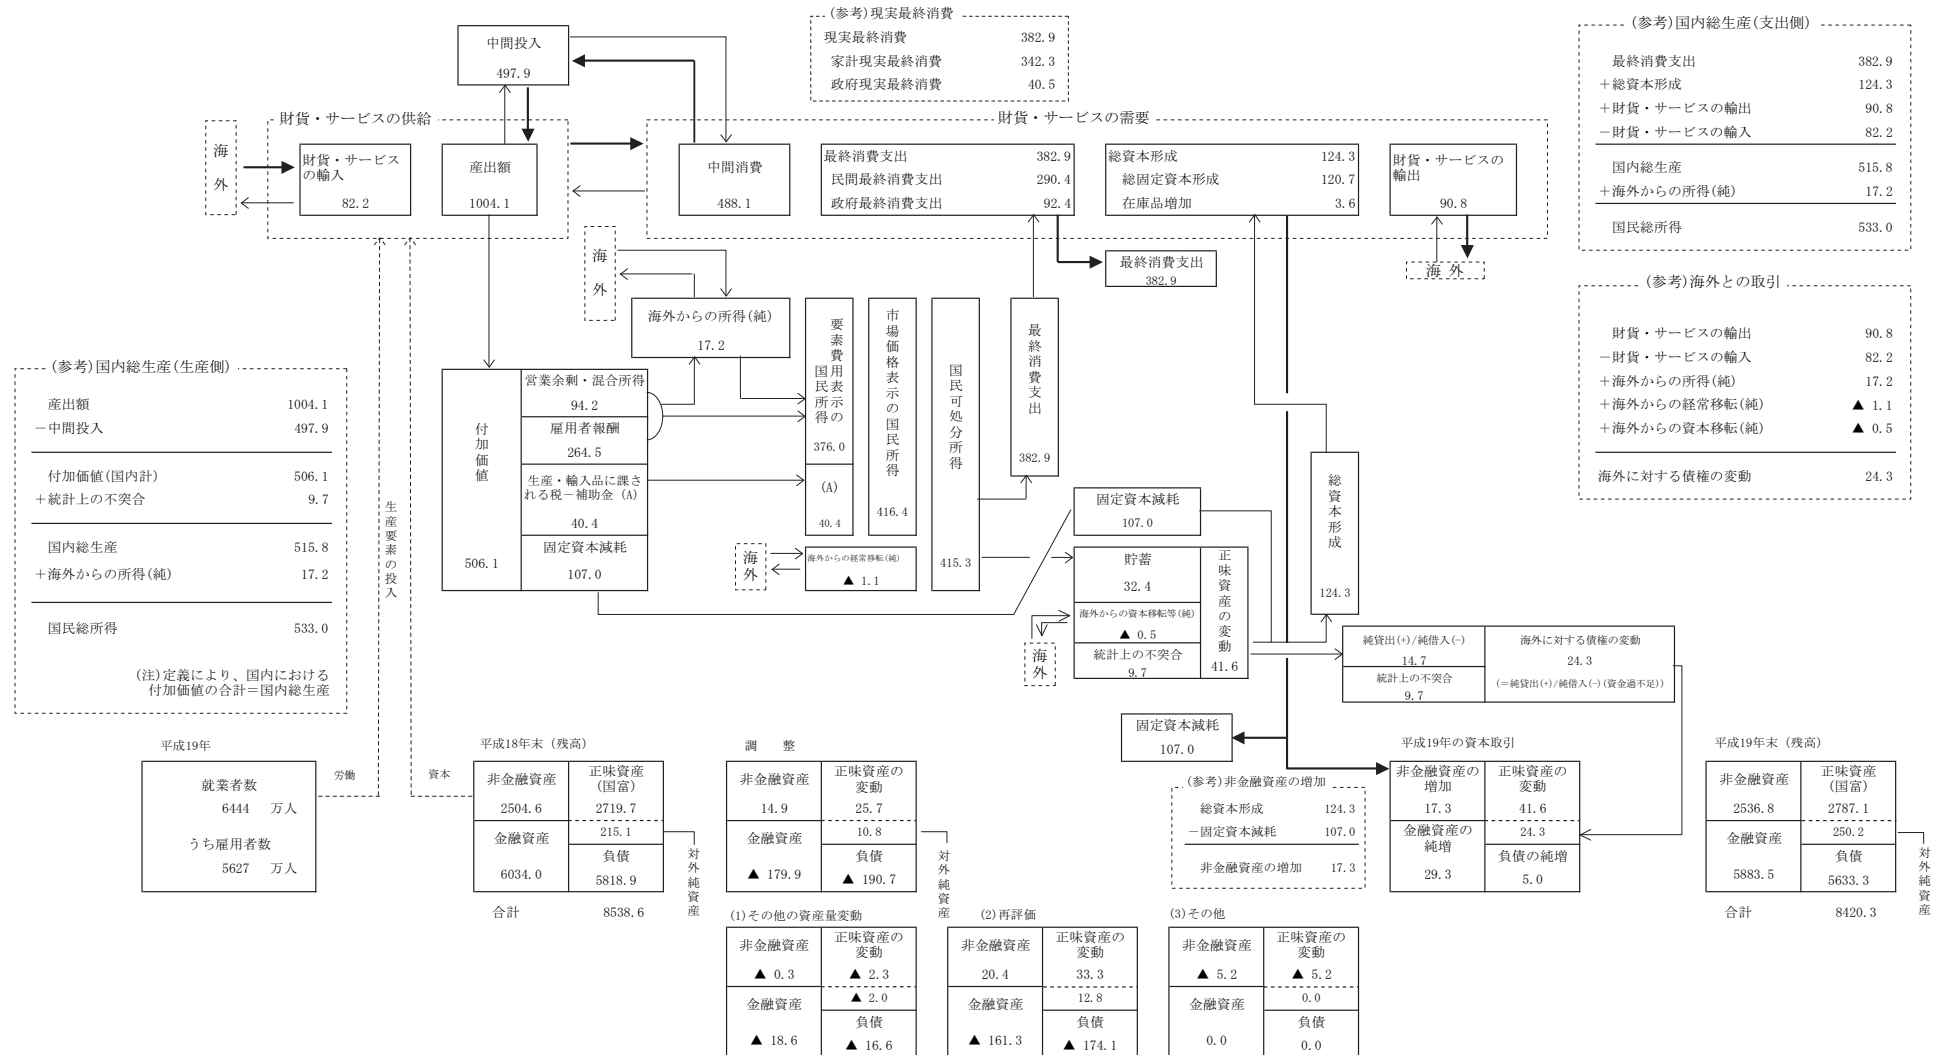 (参考)現実最終消費
現実最終消費 382.9
家計現実最終消費 342.3
政府現実最終消費 40.5
(参考)国内総生産(支出側)
最終消費支出 382.9
＋総資本形成 124.3
＋財貨・サービスの輸出 90.8
－財貨・サービスの輸入 82.2
国内総生産 515.8
＋海外からの所得(純) 17.2
国民総所得 533.0
中間投入
497.9
財貨・サービスの供給
海外
財貨・サービス
の輸入
82.2
産出額
1004.1
財貨・サービスの需要
中間消費
488.1
最終消費支出 382.9
民間最終消費支出 290.4
政府最終消費支出 92.4
総資本形成 124.3
総固定資本形成 120.7
在庫品増加 3.6
財貨・サービスの
輸出
90.8
海 外
最終消費支出
382.9
(参考)海外との取引
財貨・サービスの輸出 90.8
－財貨・サービスの輸入 82.2
＋海外からの所得(純) 17.2
＋海外からの経常移転(純) ▲ 1.1
＋海外からの資本移転(純) ▲ 0.5
海外に対する債権の変動 24.3
海外
海外からの所得(純)
17.2
要素費用表示の
国民所得
376.0
(A)
40.4
市場価格表示の国民所得
416.4
国民可処分所得
415.3
最終消費支出
382.9
(参考)国内総生産(生産側)
産出額 1004.1
－中間投入 497.9
付加価値(国内計) 506.1
＋統計上の不突合 9.7
国内総生産 515.8
＋海外からの所得(純) 17.2
国民総所得 533.0
(注)定義により、国内における
付加価値の合計＝国内総生産
生産要素の投入
付加価値
506.1
営業余剰・混合所得
94.2
雇用者報酬
264.5
生産・輸入品に課さ
れる税－補助金 (A)
40.4
固定資本減耗
107.0
海外
海外からの経常移転(純)
▲ 1.1
固定資本減耗
107.0
貯蓄
32.4
海外からの資本移転等(純)
▲ 0.5
統計上の不突合
9.7
正味資産の変動
41.6
海外
総資本形成
124.3
純貸出(+)/純借入(-)
14.7
統計上の不突合
9.7
海外に対する債権の変動
24.3
(＝純貸出(+)/純借入(-)(資金過不足))
固定資本減耗
107.0
平成19年
就業者数
6444 万人
うち雇用者数
5627 万人
労働
資本
平成18年末 (残高)
非金融資産
2504.6
正味資産
(国富)
2719.7
215.1
金融資産
6034.0
負債
5818.9
合計 8538.6
対外純資産
調 整
非金融資産
14.9
正味資産の
変動
25.7
10.8
金融資産
▲ 179.9
負債
▲ 190.7
対外純資産
(参考)非金融資産の増加
総資本形成 124.3
－固定資本減耗 107.0
非金融資産の増加 17.3
平成19年の資本取引
非金融資産の
増加
17.3
正味資産の
変動
41.6
24.3
金融資産の
純増
29.3
負債の純増
5.0
平成19年末 (残高)
非金融資産
2536.8
正味資産
(国富)
2787.1
250.2
金融資産
5883.5
負債
5633.3
合計 8420.3
対外純資産
(1)その他の資産量変動
非金融資産
▲ 0.3
正味資産の
変動
▲ 2.3
▲ 2.0
金融資産
▲ 18.6
負債
▲ 16.6
(2)再評価
非金融資産
20.4
正味資産の
変動
33.3
12.8
金融資産
▲ 161.3
負債
▲ 174.1
(3)その他
非金融資産
▲ 5.2
正味資産の
変動
▲ 5.2
0.0
金融資産
0.0
負債
0.0